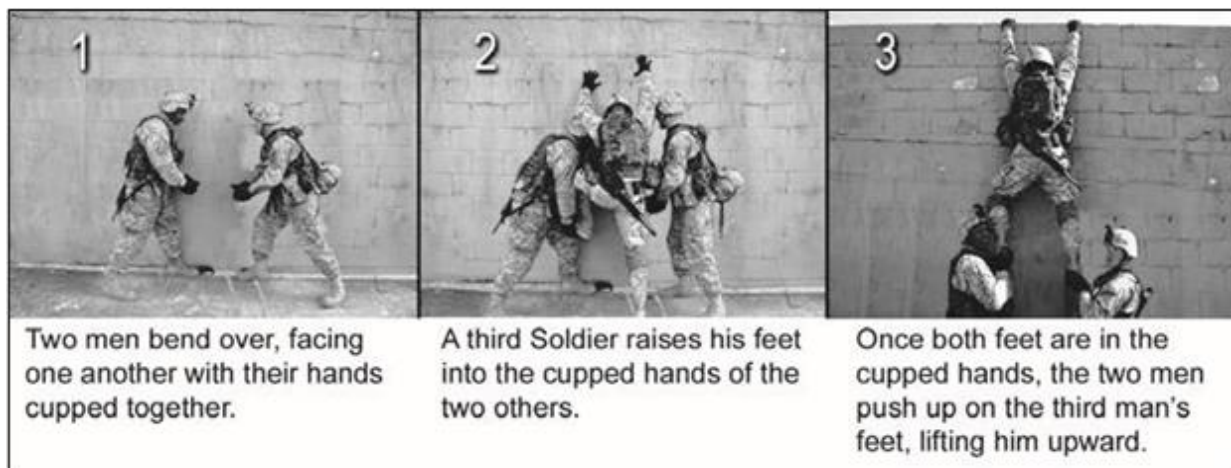 1
2
3
Two men bend over, facing
one another with their hands
cupped together.
A third Soldier raises his feet
into the cupped hands of the
two others.
Once both feet are in the
cupped hands, the two men
push up on the third man's
feet, lifting him upward.